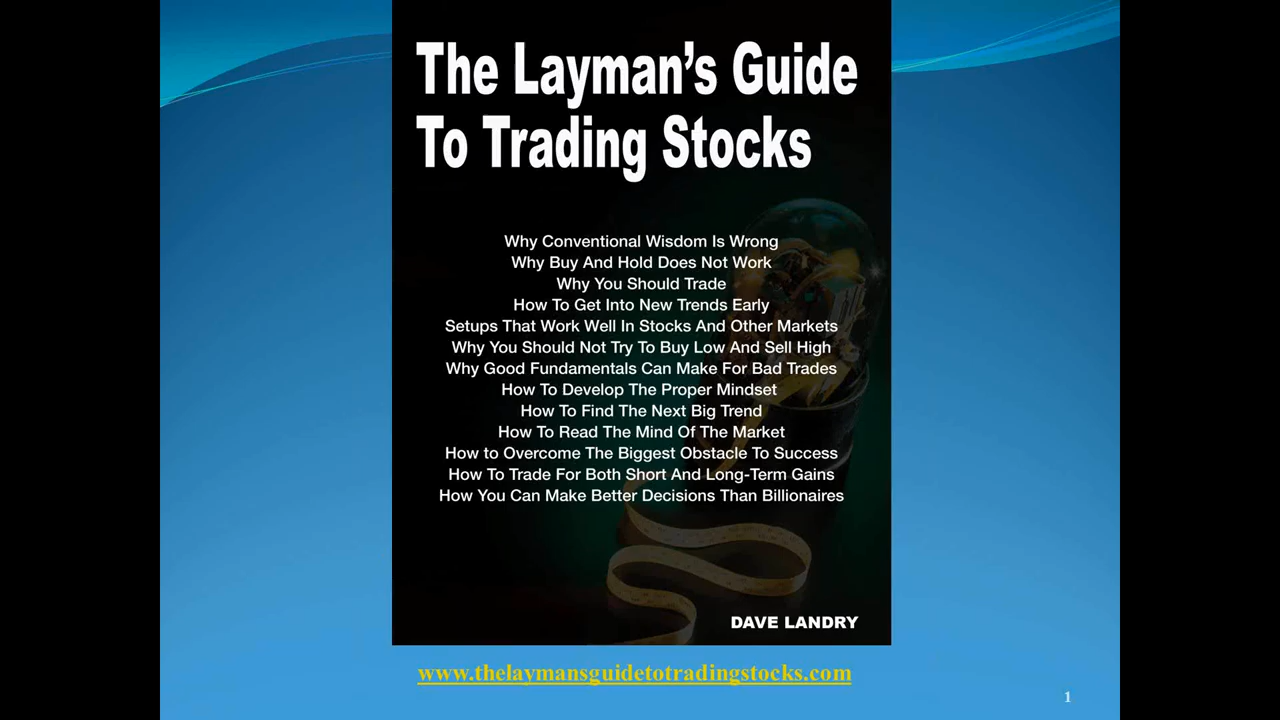 The Layman's Guide
To Trading Stocks
Why Conventional Wisdom Is Wrong
Why Buy And Hold Does Not Work
Why You Should Trade
How To Get Into New Trends Early
Setups That Work Well In Stocks And Other Markets
Why You Should Not Try To Buy Low And Sell High
Why Good Fundamentals Can Make For Bad Trades
How To Develop The Proper Mindset
How To Find The Next Big Trend
How To Read The Mind Of The Market
How to Overcome The Biggest Obstacle To Success
How To Trade For Both Short And Long-Term Gains
How You Can Make Better Decisions Than Billionaires
DAVE LANDRY
www.thelaymansguidetotradingstocks.com
1